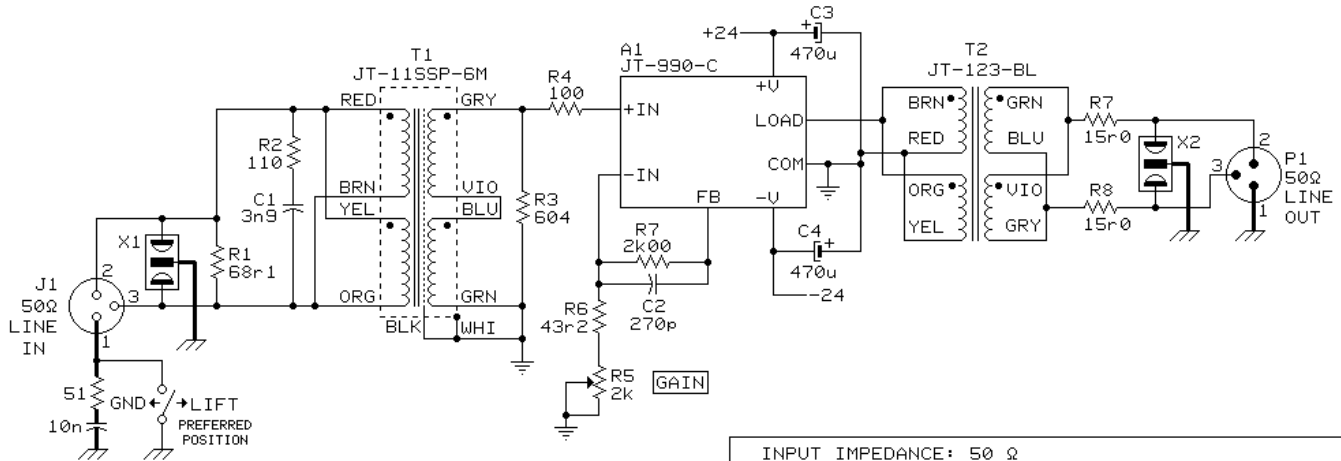 C3
+
+24
470u
T1
JT-11SSP-6M
A1
JT-990-C
T2
JT-123-BL
RED
GRY
R4
100
+IN
+V
LOAD
COM
-IN
FB
-V
BRN
GRN
RED
BLU
ORG
VIO
YEL
GRY
R7
15r0
X2
2
3
1
P1
50Ω
LINE
OUT
R8
15r0
R2
110
C1
3n9
BRN
VIO
YEL
BLU
R3
604
R7
2k00
C4
+
470u
-24
X1
R1
68r1
J1
50Ω
LINE
IN
2
3
1
ORG
GRN
BLK
WHI
R6
43r2
C2
270p
R5
2k
GAIN
51
10n
GND
LIFT
PREFERRED
POSITION
INPUT IMPEDANCE: 50 Ω